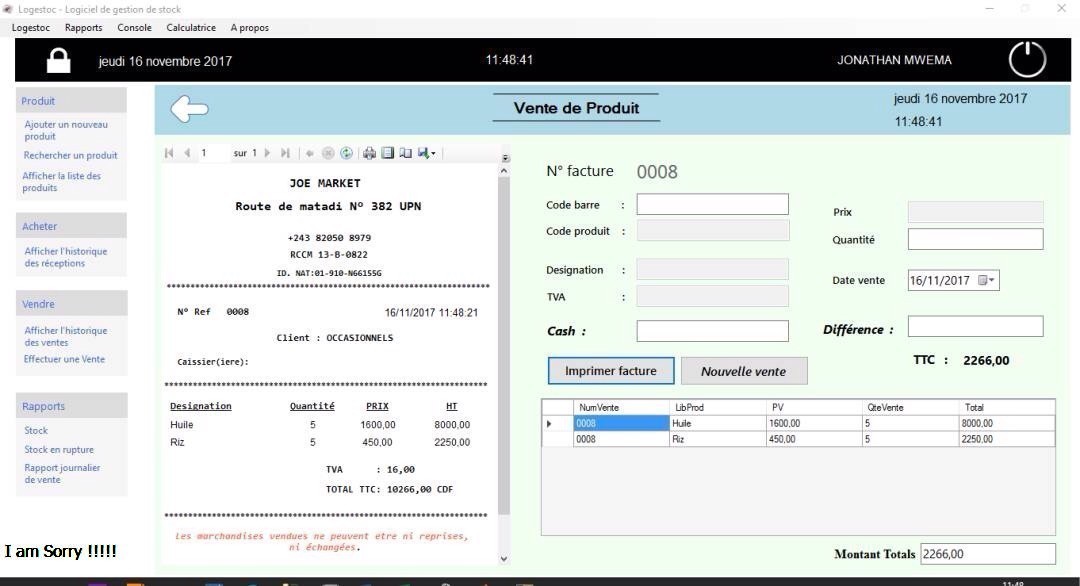 Logestoc - Logiciel de gestion de stock
Logestoc Rapports Console Calculatrice A propos
jeudi 16 novembre 2017 11:48:41 JONATHAN MWEMA
Produit
Ajouter un nouveau
produit
Rechercher un produit
Afficher la liste des
produits
Acheter
Afficher l'historique
des réceptions
Vendre
Afficher l'historique
des ventes
Effectuer une Vente
Rapports
Stock
Stock en rupture
Rapport journalier
de vente
I am Sorry !!!!!
Vente de Produit
jeudi 16 novembre 2017
11:48:41
1 sur 1
JOE MARKET
Route de matadi N° 382 UPN
+243 82050 8979
RCCM 13-B-0822
ID. NAT:01-910-N66155G
********************************************************************************
N° Ref 0008 16/11/2017 11:48:21
Client : OCCASIONNELS
Caissier(iere):
********************************************************************************
Designation Quantité PRIX HT
Huile 5 1600,00 8000,00
Riz 5 450,00 2250,00
TVA : 16,00
TOTAL TTC: 10266,00 CDF
********************************************************************************
Les marchandises vendues ne peuvent etre ni reprises,
ni échangées.
N° facture 0008
Code barre :
Code produit :
Designation :
TVA :
Cash :
Prix
Quantité
Date vente 16/11/2017
Différence :
TTC : 2266,00
Imprimer facture Nouvelle vente
NumVente LibProd PV QteVente Total
0008 Huile 1600,00 5 8000,00
0008 Riz 450,00 5 2250,00
Montant Totals 2266,00
11:48